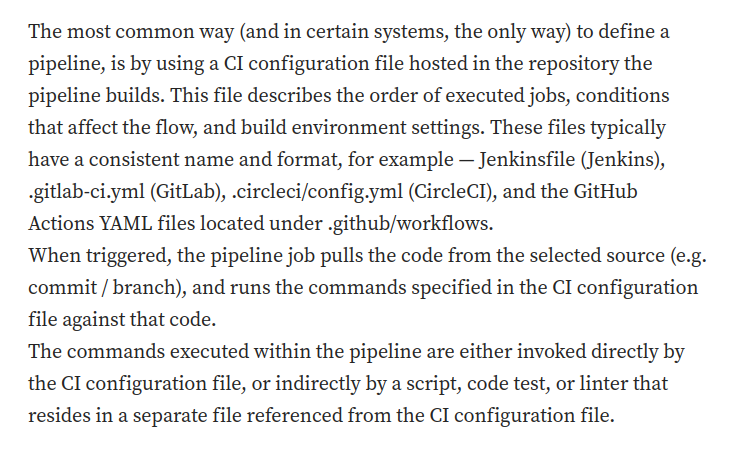 The most common way (and in certain systems, the only way) to define a
pipeline, is by using a CI configuration file hosted in the repository the
pipeline builds. This file describes the order of executed jobs, conditions
that affect the flow, and build environment settings. These files typically
have a consistent name and format, for example — Jenkinsfile (Jenkins),
.gitlab-ci.yml (GitLab), .circleci/config.yml (CircleCI), and the GitHub
Actions YAML files located under .github/workflows.
When triggered, the pipeline job pulls the code from the selected source (e.g.
commit / branch), and runs the commands specified in the CI configuration
file against that code.
The commands executed within the pipeline are either invoked directly by
the CI configuration file, or indirectly by a script, code test, or linter that
resides in a separate file referenced from the CI configuration file.